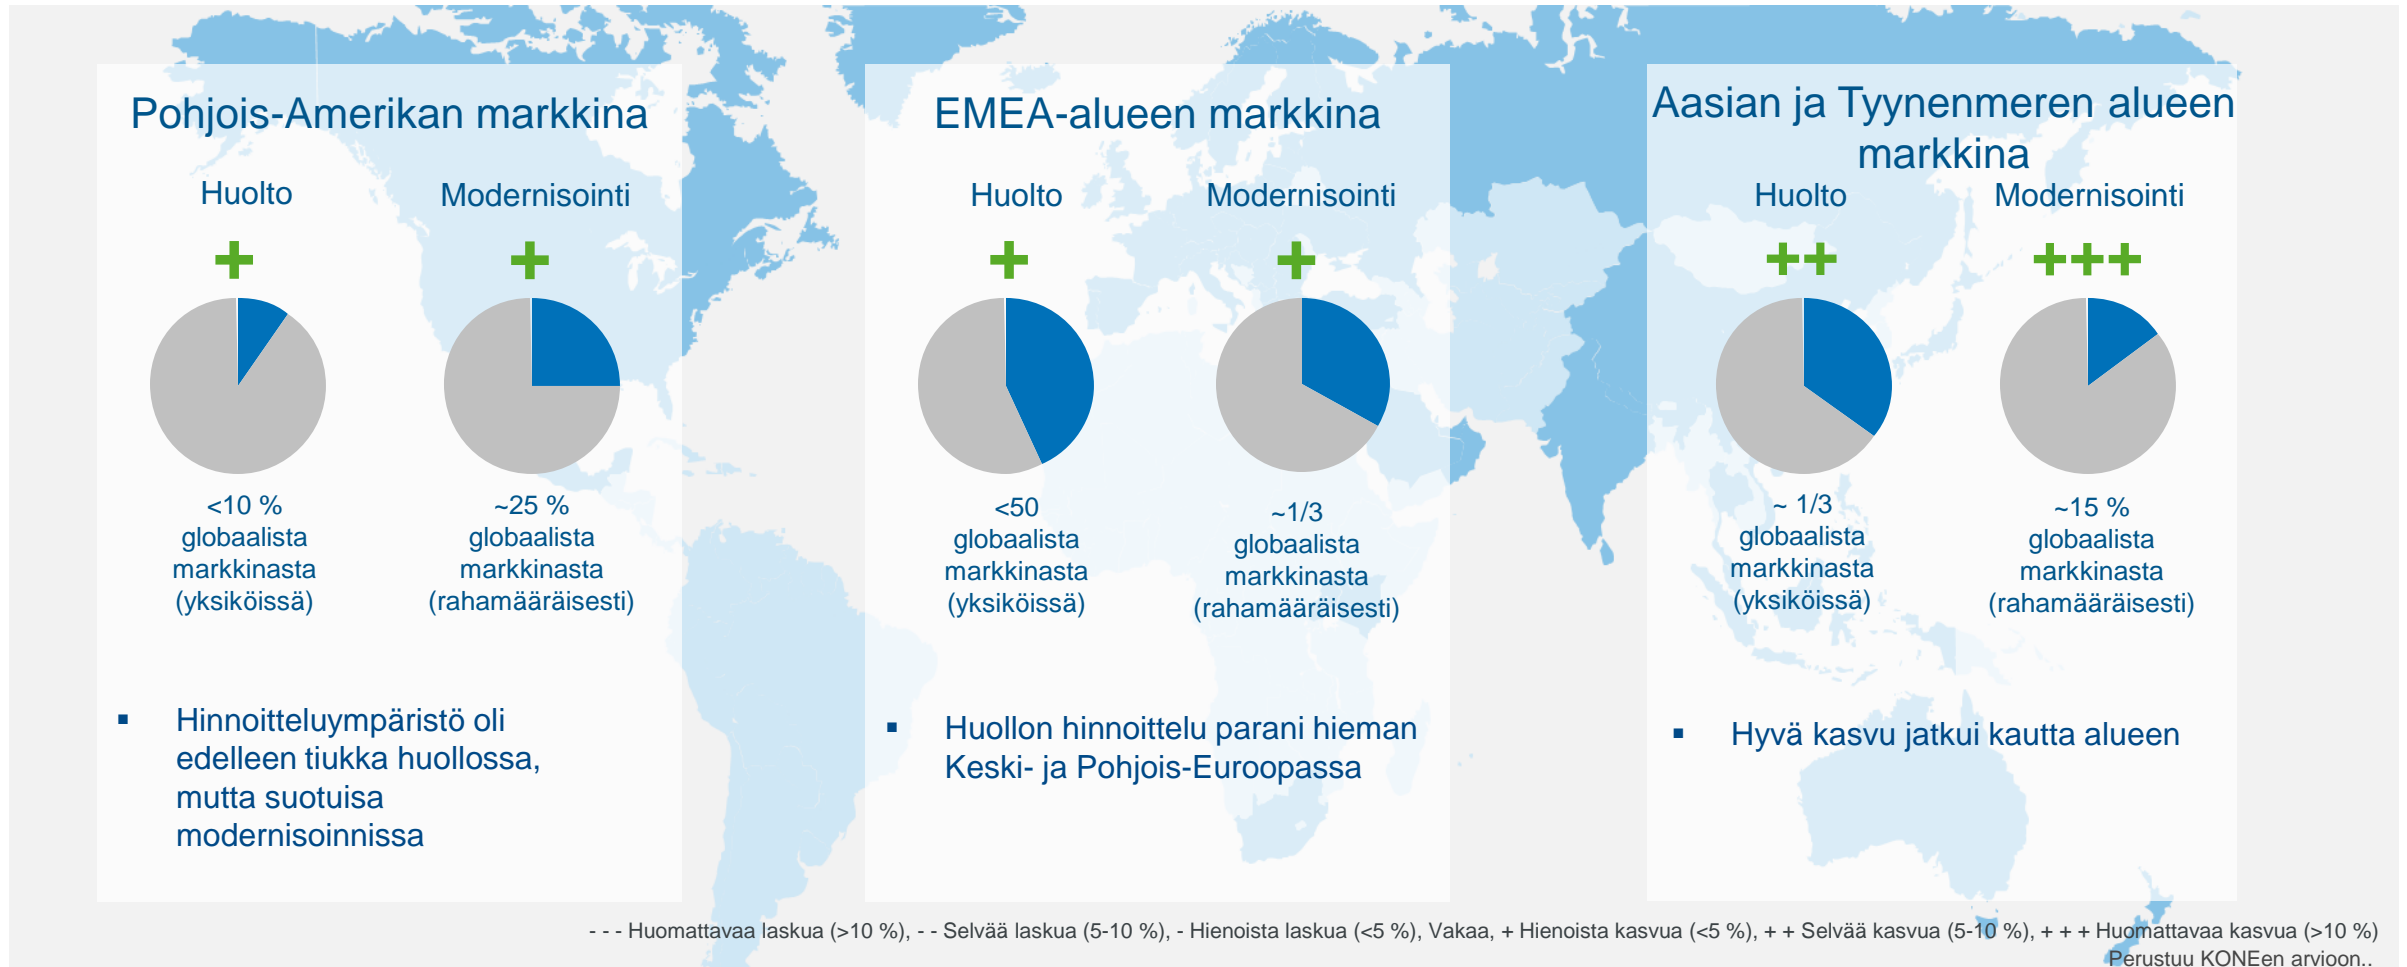 Pohjois-Amerikan markkina
Huolto
Modernisointi
+
+
<10 %
globaalista
markkinasta
(yksiköissä)
~25 %
globaalista
markkinasta
(rahamääräisesti)
▪ Hinnoitteluympäristö oli
edelleen tiukka huollossa,
mutta suotuisa
modernisoinnissa
EMEA-alueen markkina
Huolto
Modernisointi
+
+
<50
globaalista
markkinasta
(yksiköissä)
~1/3
globaalista
markkinasta
(rahamääräisesti)
▪ Huollon hinnoittelu parani hieman
Keski- ja Pohjois-Euroopassa
Aasian ja Tyynenmeren alueen
markkina
Huolto
Modernisointi
++
+++
~ 1/3
globaalista
markkinasta
(yksiköissä)
~15 %
globaalista
markkinasta
(rahamääräisesti)
▪ Hyvä kasvu jatkui kautta alueen
- - - Huomattavaa laskua (>10 %), - - Selvää laskua (5-10 %), - Hienoista laskua (<5 %), Vakaa, + Hienoista kasvua (<5 %), + + Selvää kasvua (5-10 %), + + + Huomattavaa kasvua (>10 %)
Perustuu KONEen arvioon..